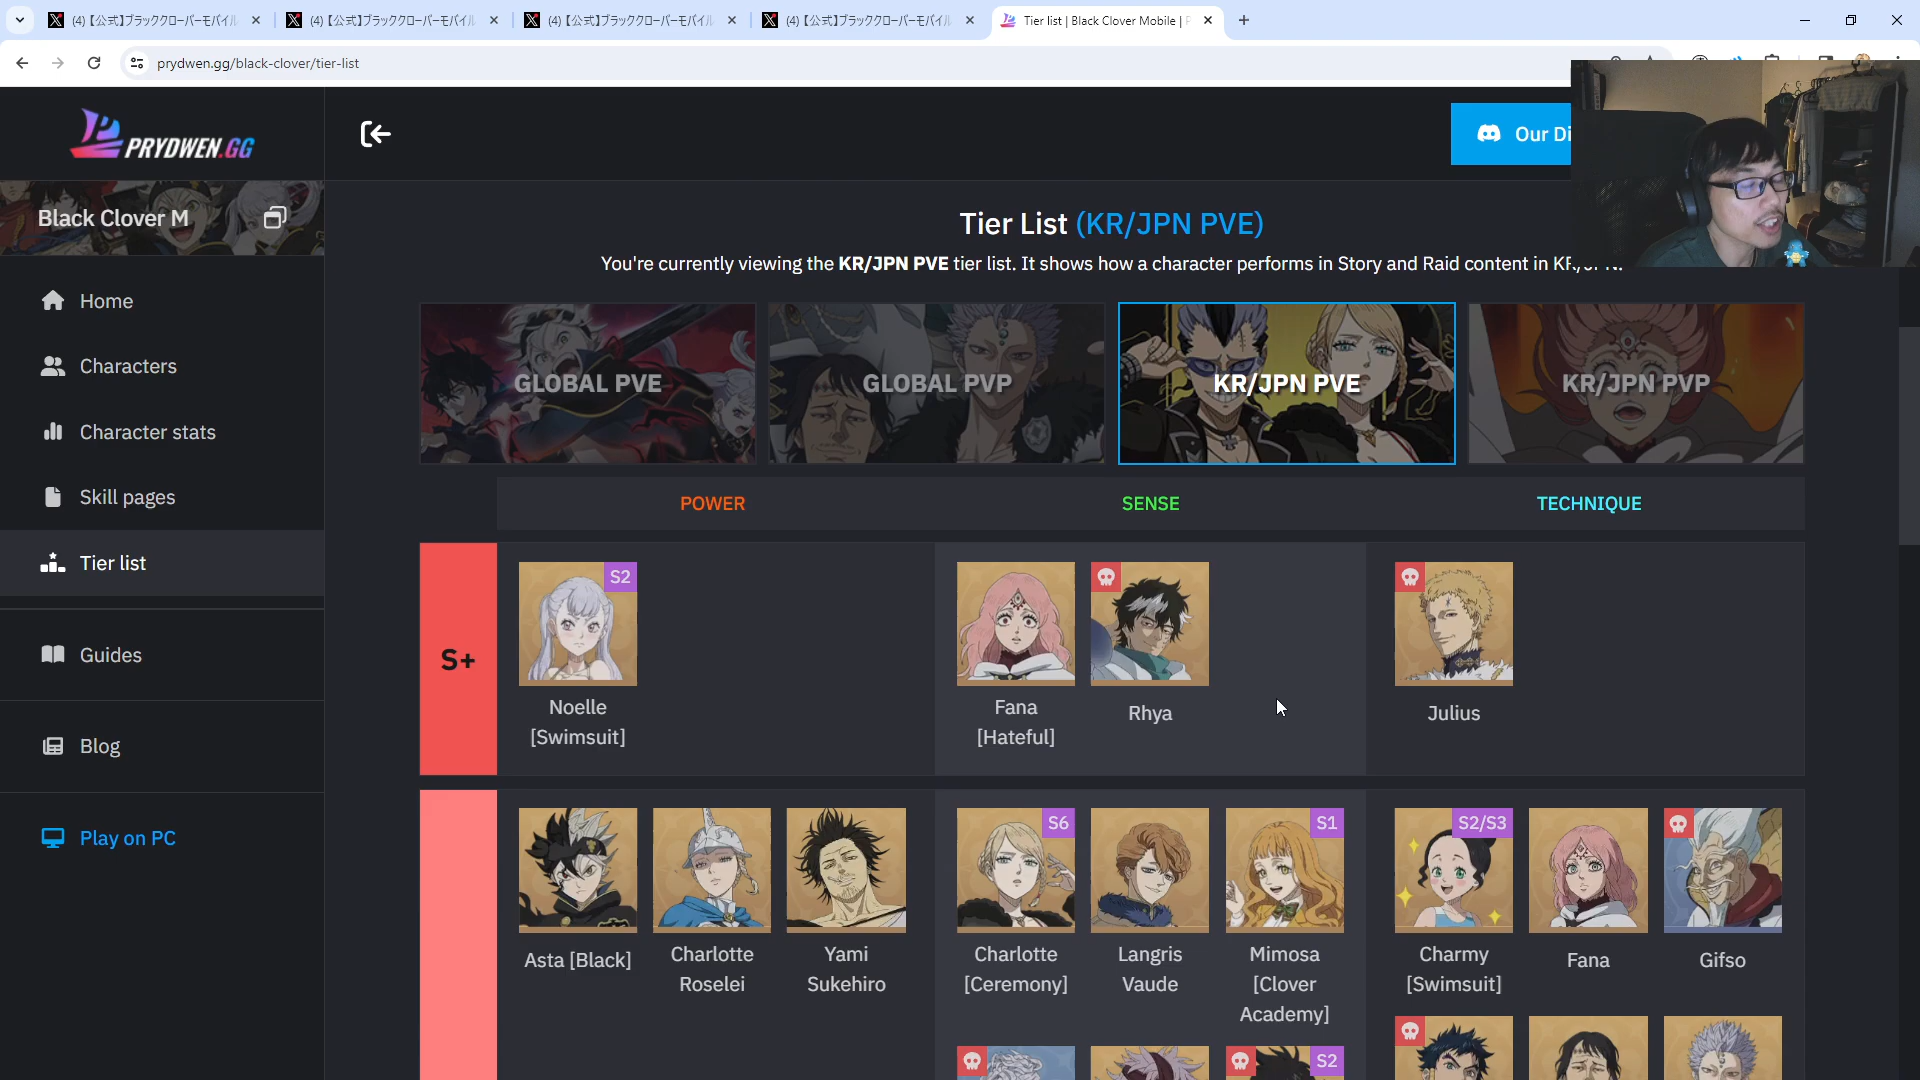 (4) 【公式】ブラッククローバーモバイル
(4) 【公式】ブラッククローバーモバイル
(4) 【公式】ブラッククローバーモバイル
(4) 【公式】ブラッククローバーモバイル
Tier list | Black Clover Mobile | P
prydwen.gg/black-clover/tier-list
PRYDWEN.GG
Our Di
Black Clover M
Home
Characters
Character stats
Skill pages
Tier list
Guides
Blog
Play on PC
Tier List (KR/JPN PVE)
You're currently viewing the KR/JPN PVE tier list. It shows how a character performs in Story and Raid content in
GLOBAL PVE
GLOBAL PVP
KR/JPN PVE
KR/JPN PVP
POWER
SENSE
TECHNIQUE
S+
S2
Noelle
[Swimsuit]
Fana
[Hateful]
Rhya
Julius
Asta [Black]
Charlotte
Roselei
Yami
Sukehiro
S6
Charlotte
[Ceremony]
Langris
Vaude
S1
Mimosa
[Clover
Academy]
S2/S3
Charmy
[Swimsuit]
Fana
Gifso
S2